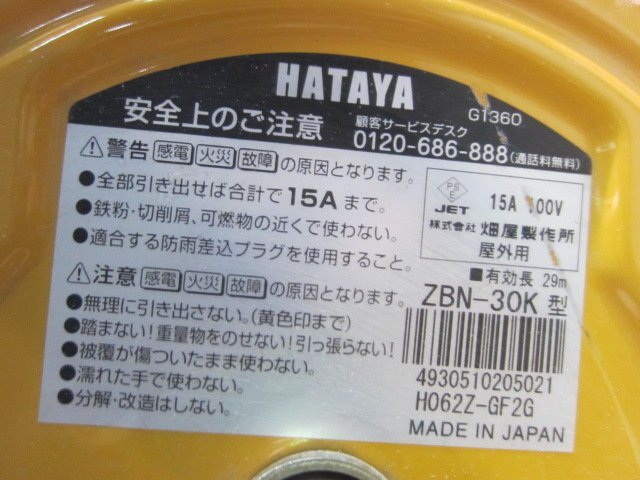 HATAYA
G1360
安全上のご注意
顧客サービスデスク
0120-686-888(通話料無料)
警告 感電 火災 故障 の原因となります。
●全部引き出せば合計で15Aまで。
●鉄粉・切削屑、可燃物の近くで使わない。
●適合する防雨差込プラグを使用すること。
注意 感電 火災 故障 の原因となります。
●無理に引き出さない。(黄色印まで)
●踏まない!重量物をのせない!引っ張らない!
●被覆が傷ついたまま使わない。
●濡れた手で使わない。
●分解・改造はしない。
PS
E
JET
15A 100V
株式会社 畑屋製作所
屋外用
■有効長 29m
ZBN-30K 型
4930510205021
H062Z-GF2G
MADE IN JAPAN